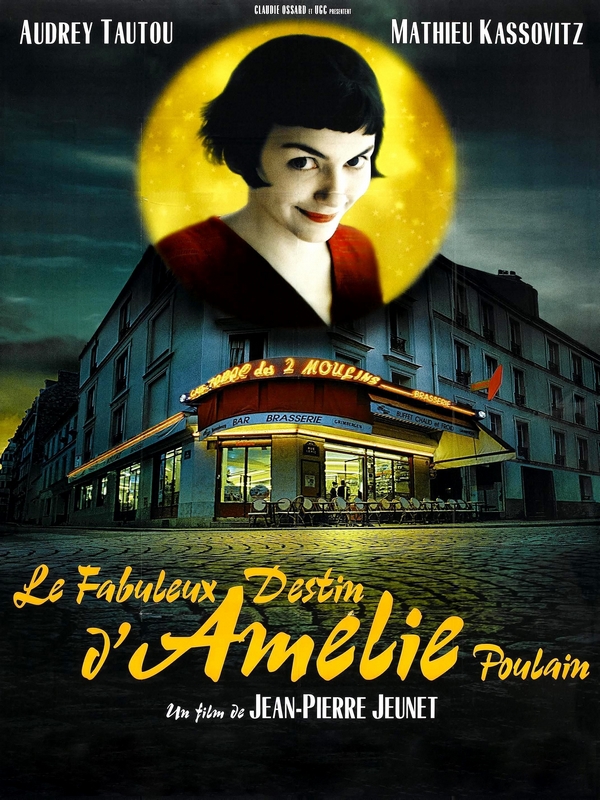 CLAUDIE OSSARD ET UGC PRÉSENTENT
AUDREY TAUTOU
MATHIEU KASSOVITZ
TABAC des 2 MOULINS
BRASSERIE
BAR BRASSERIE
BUFFET CHAUD et FROID
Le Fabuleux Destin
d'Amélie Poulain
Un film de JEAN-PIERRE JEUNET